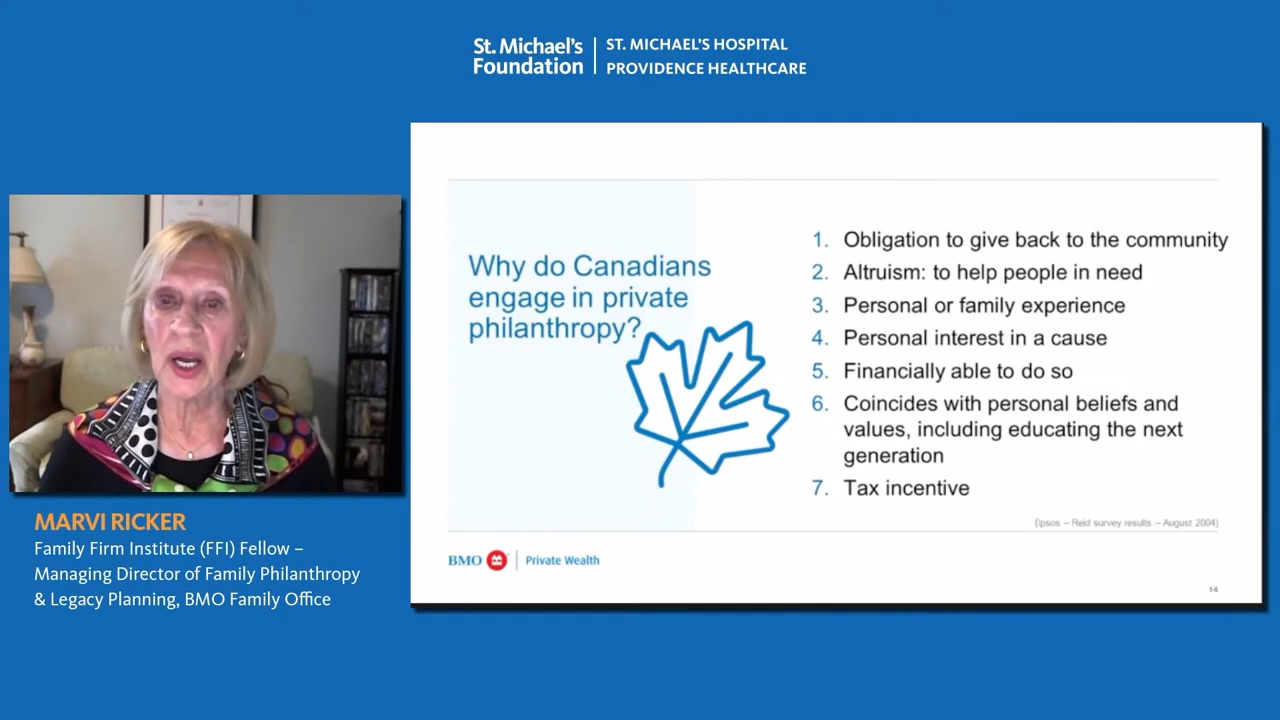 St. Michael's
Foundation
ST. MICHAEL'S HOSPITAL
PROVIDENCE HEALTHCARE
MARVI RICKER
Family Firm Institute (FFI) Fellow –
Managing Director of Family Philanthropy
& Legacy Planning, BMO Family Office
Why do Canadians
engage in private
philanthropy?
1. Obligation to give back to the community
2. Altruism: to help people in need
3. Personal or family experience
4. Personal interest in a cause
5. Financially able to do so
6. Coincides with personal beliefs and
values, including educating the next
generation
7. Tax incentive
(Ipsos – Reid survey results – August 2004)
BMO Private Wealth
14